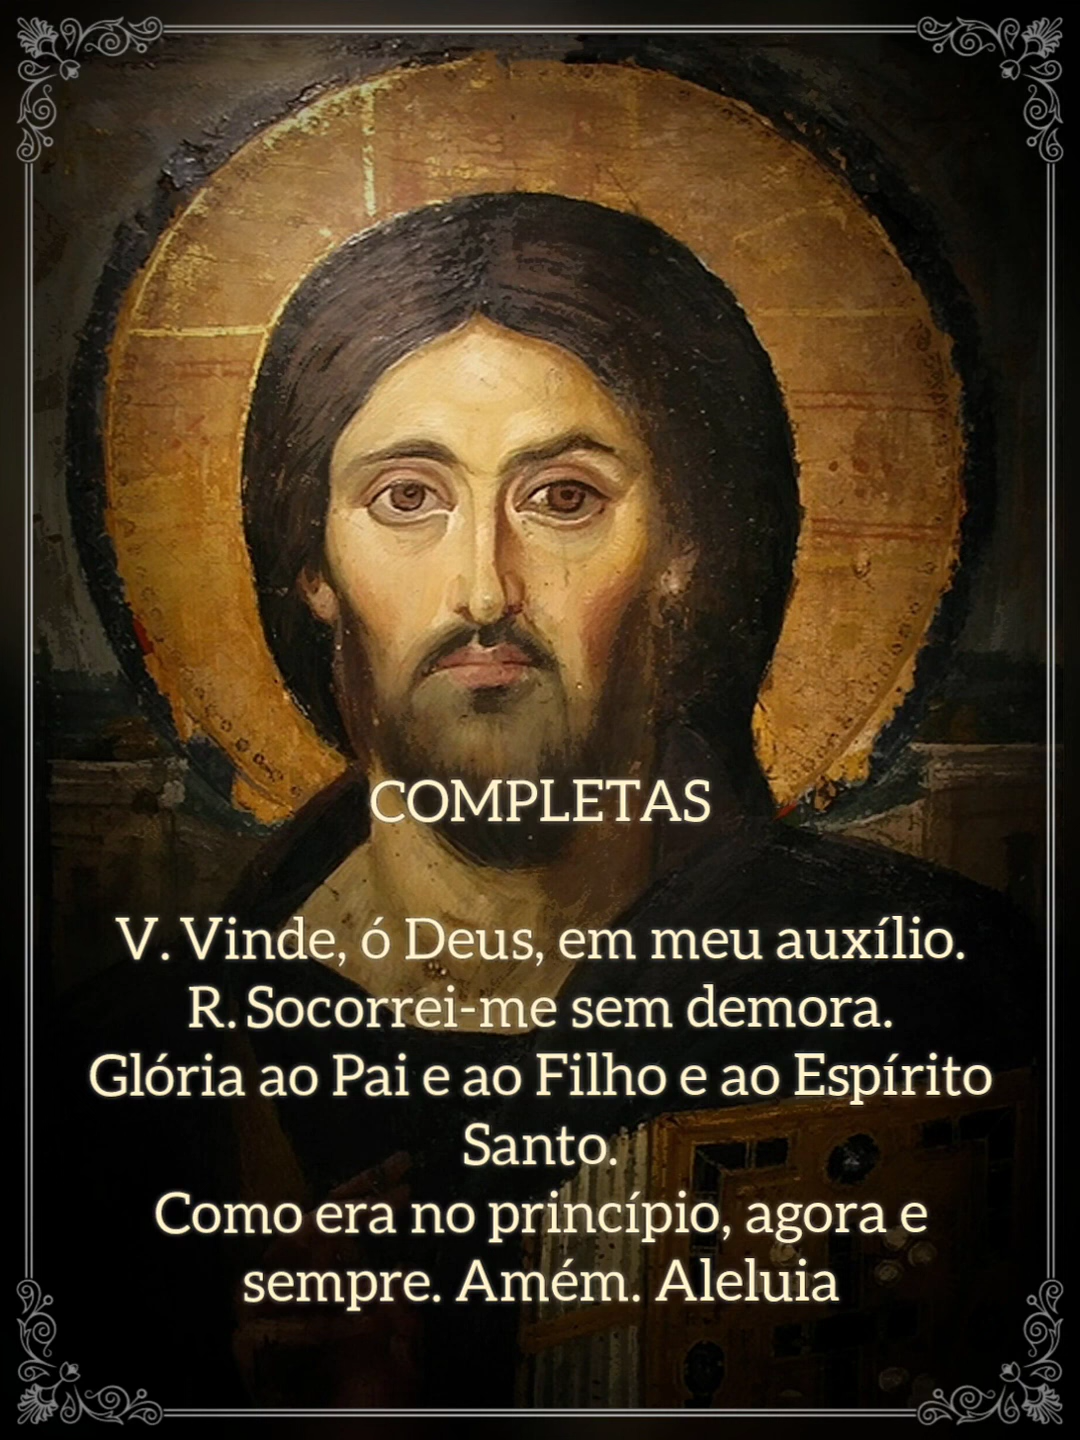 COMPLETAS
V. Vinde, ó Deus, em meu auxílio.
R. Socorrei-me sem demora.
Glória ao Pai e ao Filho e ao Espírito
Santo.
Como era no princípio, agora e
sempre. Amém. Aleluia